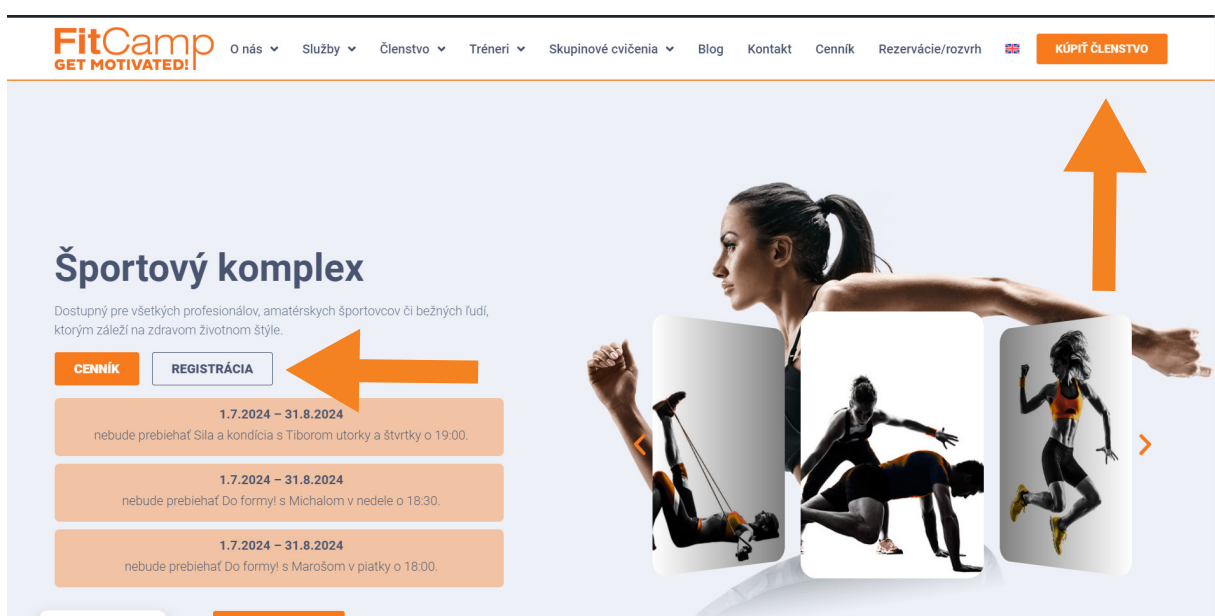 FitCamp
GET MOTIVATED!
O nás
Služby
Členstvo
Tréneri
Skupinové cvičenia
Blog
Kontakt
Cenník
Rezervácie/rozvrh
KÚPIŤ ČLENSTVO
Športový komplex
Dostupný pre všetkých profesionálov, amatérskych športovcov či bežných ľudí,
ktorým záleží na zdravom životnom štýle.
CENNÍK
REGISTRÁCIA
1.7.2024 – 31.8.2024
nebude prebiehať Sila a kondícia s Tiborom utorky a štvrtky o 19:00.
1.7.2024 – 31.8.2024
nebude prebiehať Do formy! s Michalom v nedele o 18:30.
1.7.2024 – 31.8.2024
nebude prebiehať Do formy! s Marošom v piatky o 18:00.